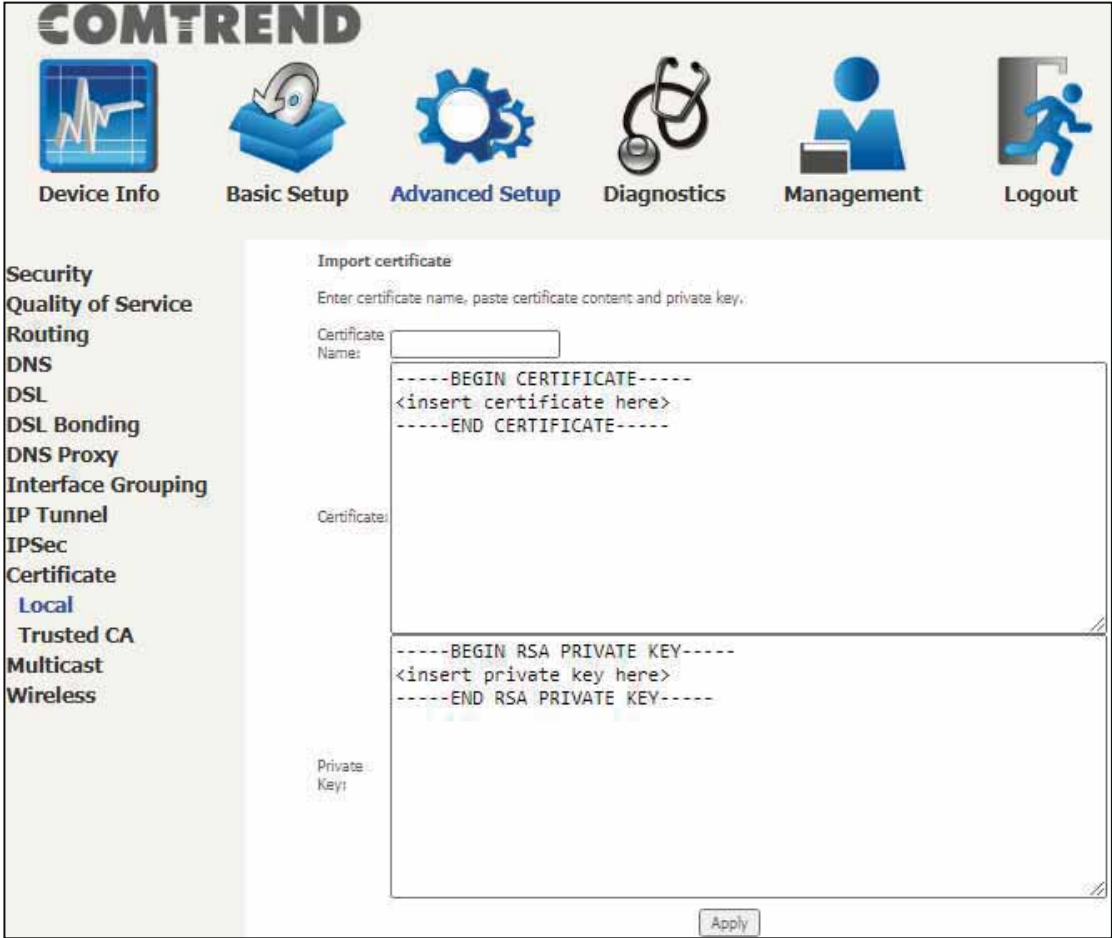 COMTREND
Device Info
Basic Setup
Advanced Setup
Diagnostics
Management
Logout
Security
Quality of Service
Routing
DNS
DSL
DSL Bonding
DNS Proxy
Interface Grouping
IP Tunnel
IPSec
Certificate
Local
Trusted CA
Multicast
Wireless
Import certificate
Enter certificate name, paste certificate content and private key.
Certificate
Name:
-----BEGIN CERTIFICATE-----
<insert certificate here>
-----END CERTIFICATE-----
Certificate:
-----BEGIN RSA PRIVATE KEY-----
<insert private key here>
-----END RSA PRIVATE KEY-----
Private
Key:
Apply